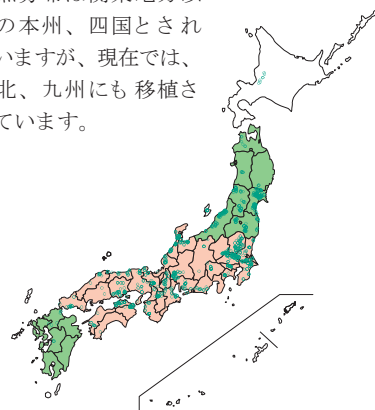 の本州、四国とされ
いますが、現在では、
北、九州にも 移植さ
ています。